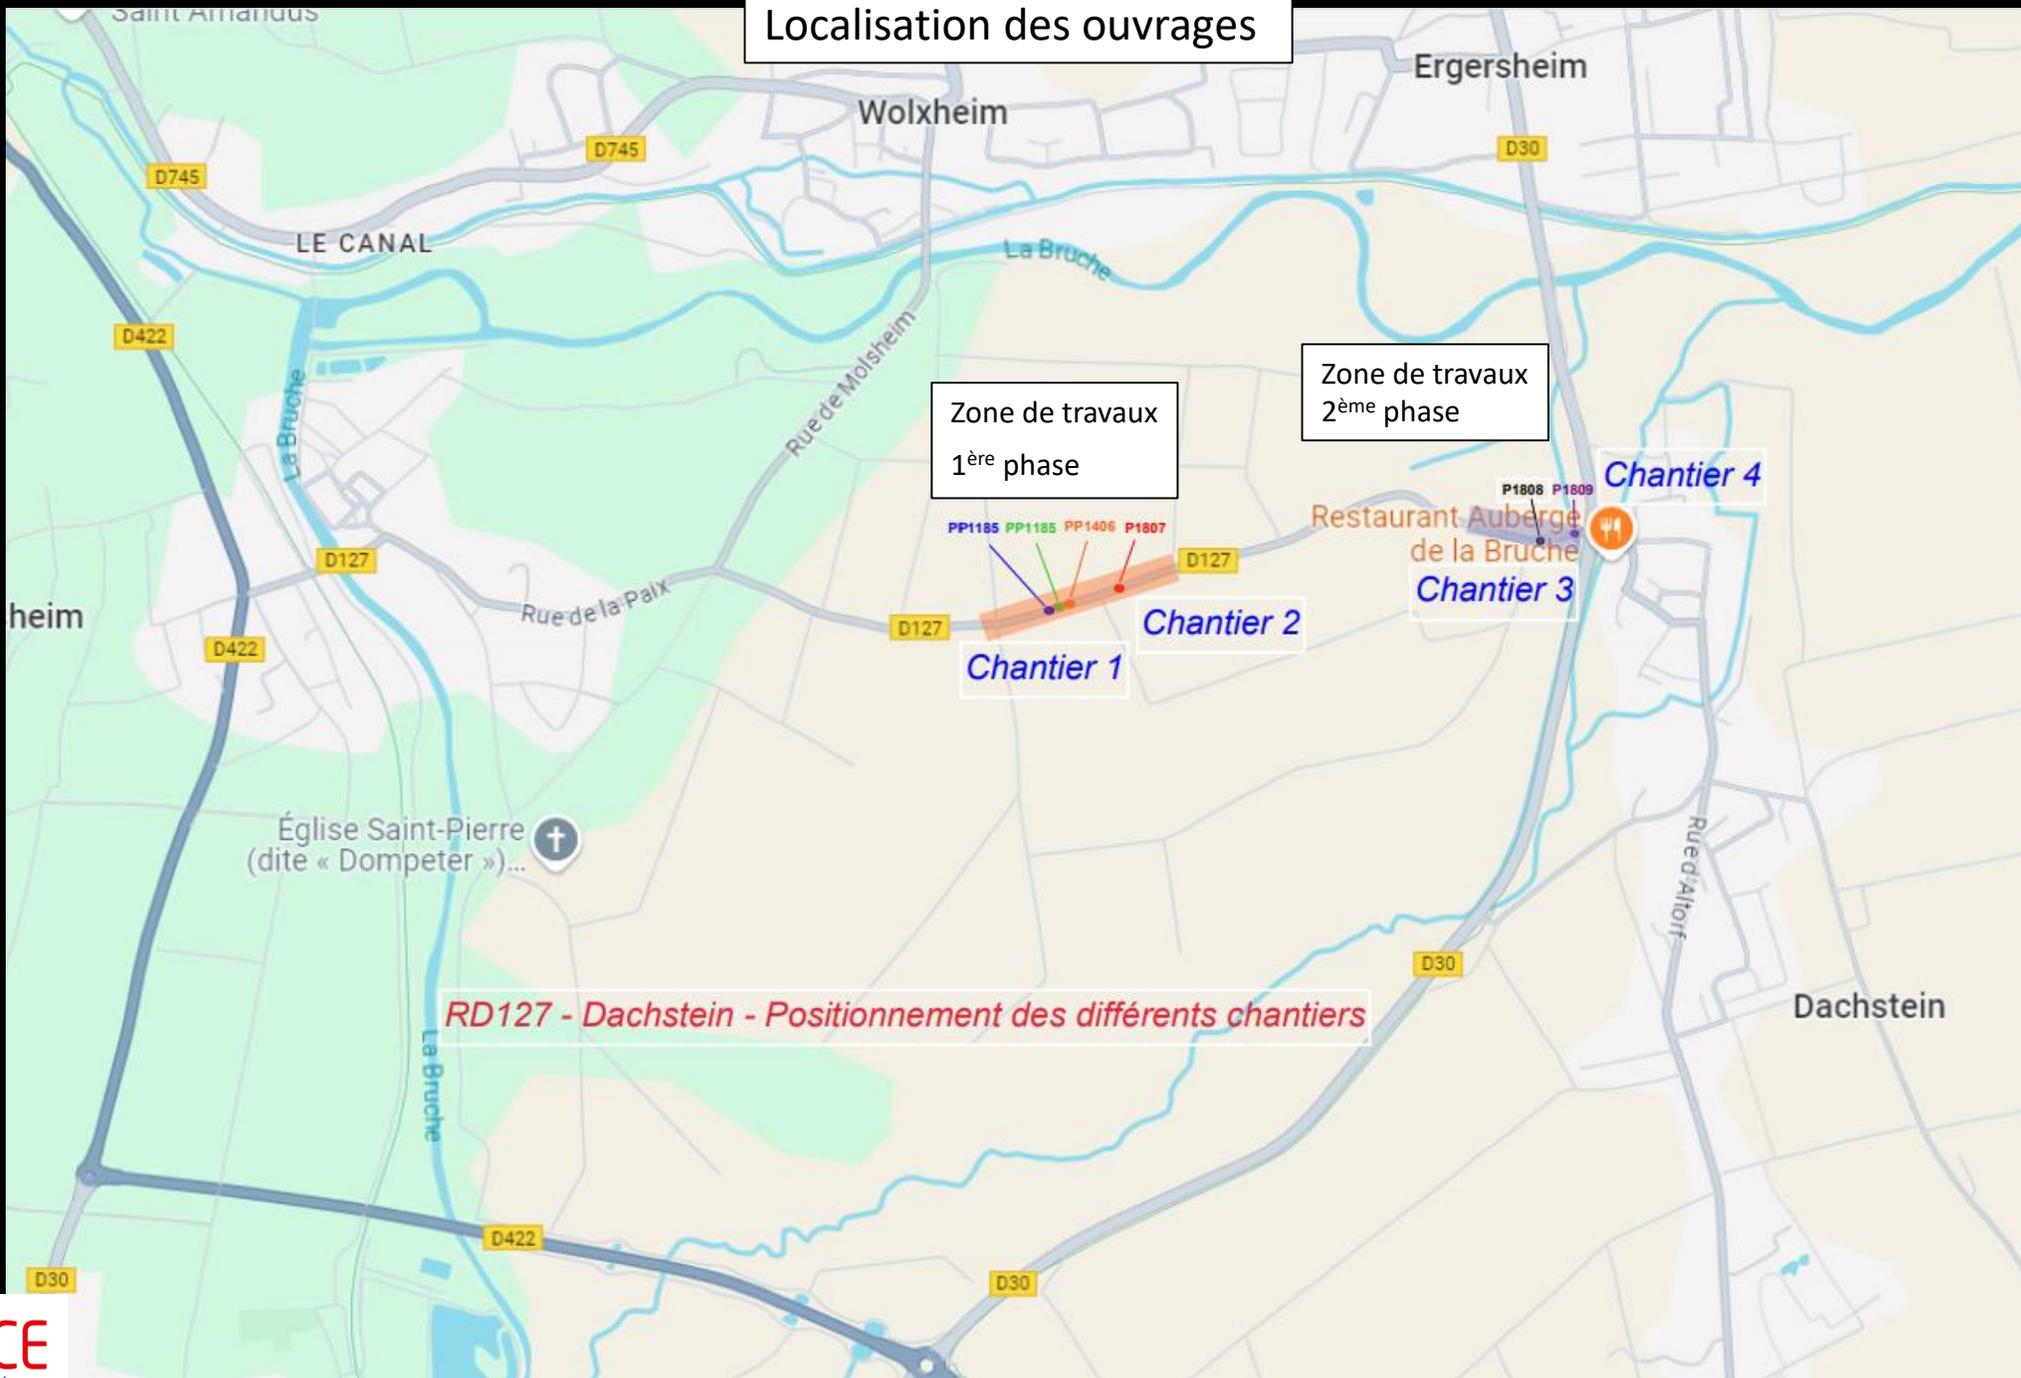 Localisation des ouvrages
Saint Amandus
Ergersheim
Wolxheim
D745
D30
D745
LE CANAL
La Bruche
D422
Rue de Molsheim
Zone de travaux
2ème phase
Zone de travaux
1ère phase
La Bruche
Chantier 4
P1808 P1809
Restaurant Auberge
de la Bruche
PP1185 PP1185 PP1406 P1807
D127
D127
Chantier 3
Rue de la Paix
heim
D127
Chantier 2
D422
Chantier 1
Église Saint-Pierre
(dite « Dompeter »)...
Rue d'Altorf
D30
RD127 - Dachstein - Positionnement des différents chantiers
Dachstein
La Bruche
D422
D30
D30
CE